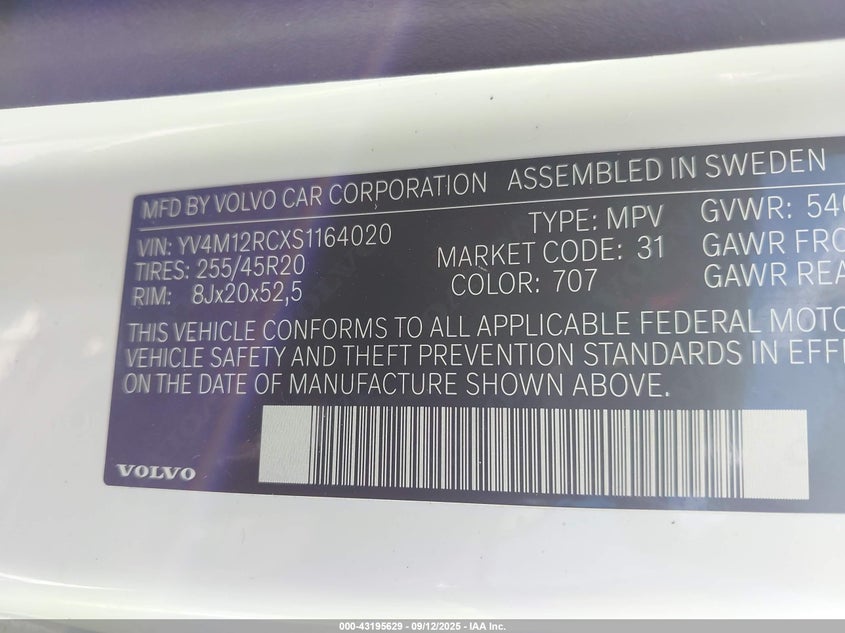 MFD BY VOLVO CAR CORPORATION ASSEMBLED IN SWEDEN
VIN: YV4M12RCXS1164020 TYPE: MPV GVWR: 540
TIRES: 255/45R20 MARKET CODE: 31 GAWR FRO
RIM: 8Jx20x52,5 COLOR: 707 GAWR REA
THIS VEHICLE CONFORMS TO ALL APPLICABLE FEDERAL MOTO
VEHICLE SAFETY AND THEFT PREVENTION STANDARDS IN EFFE
ON THE DATE OF MANUFACTURE SHOWN ABOVE.
VOLVO
000-43195629 - 09/12/2025 - IAA Inc.